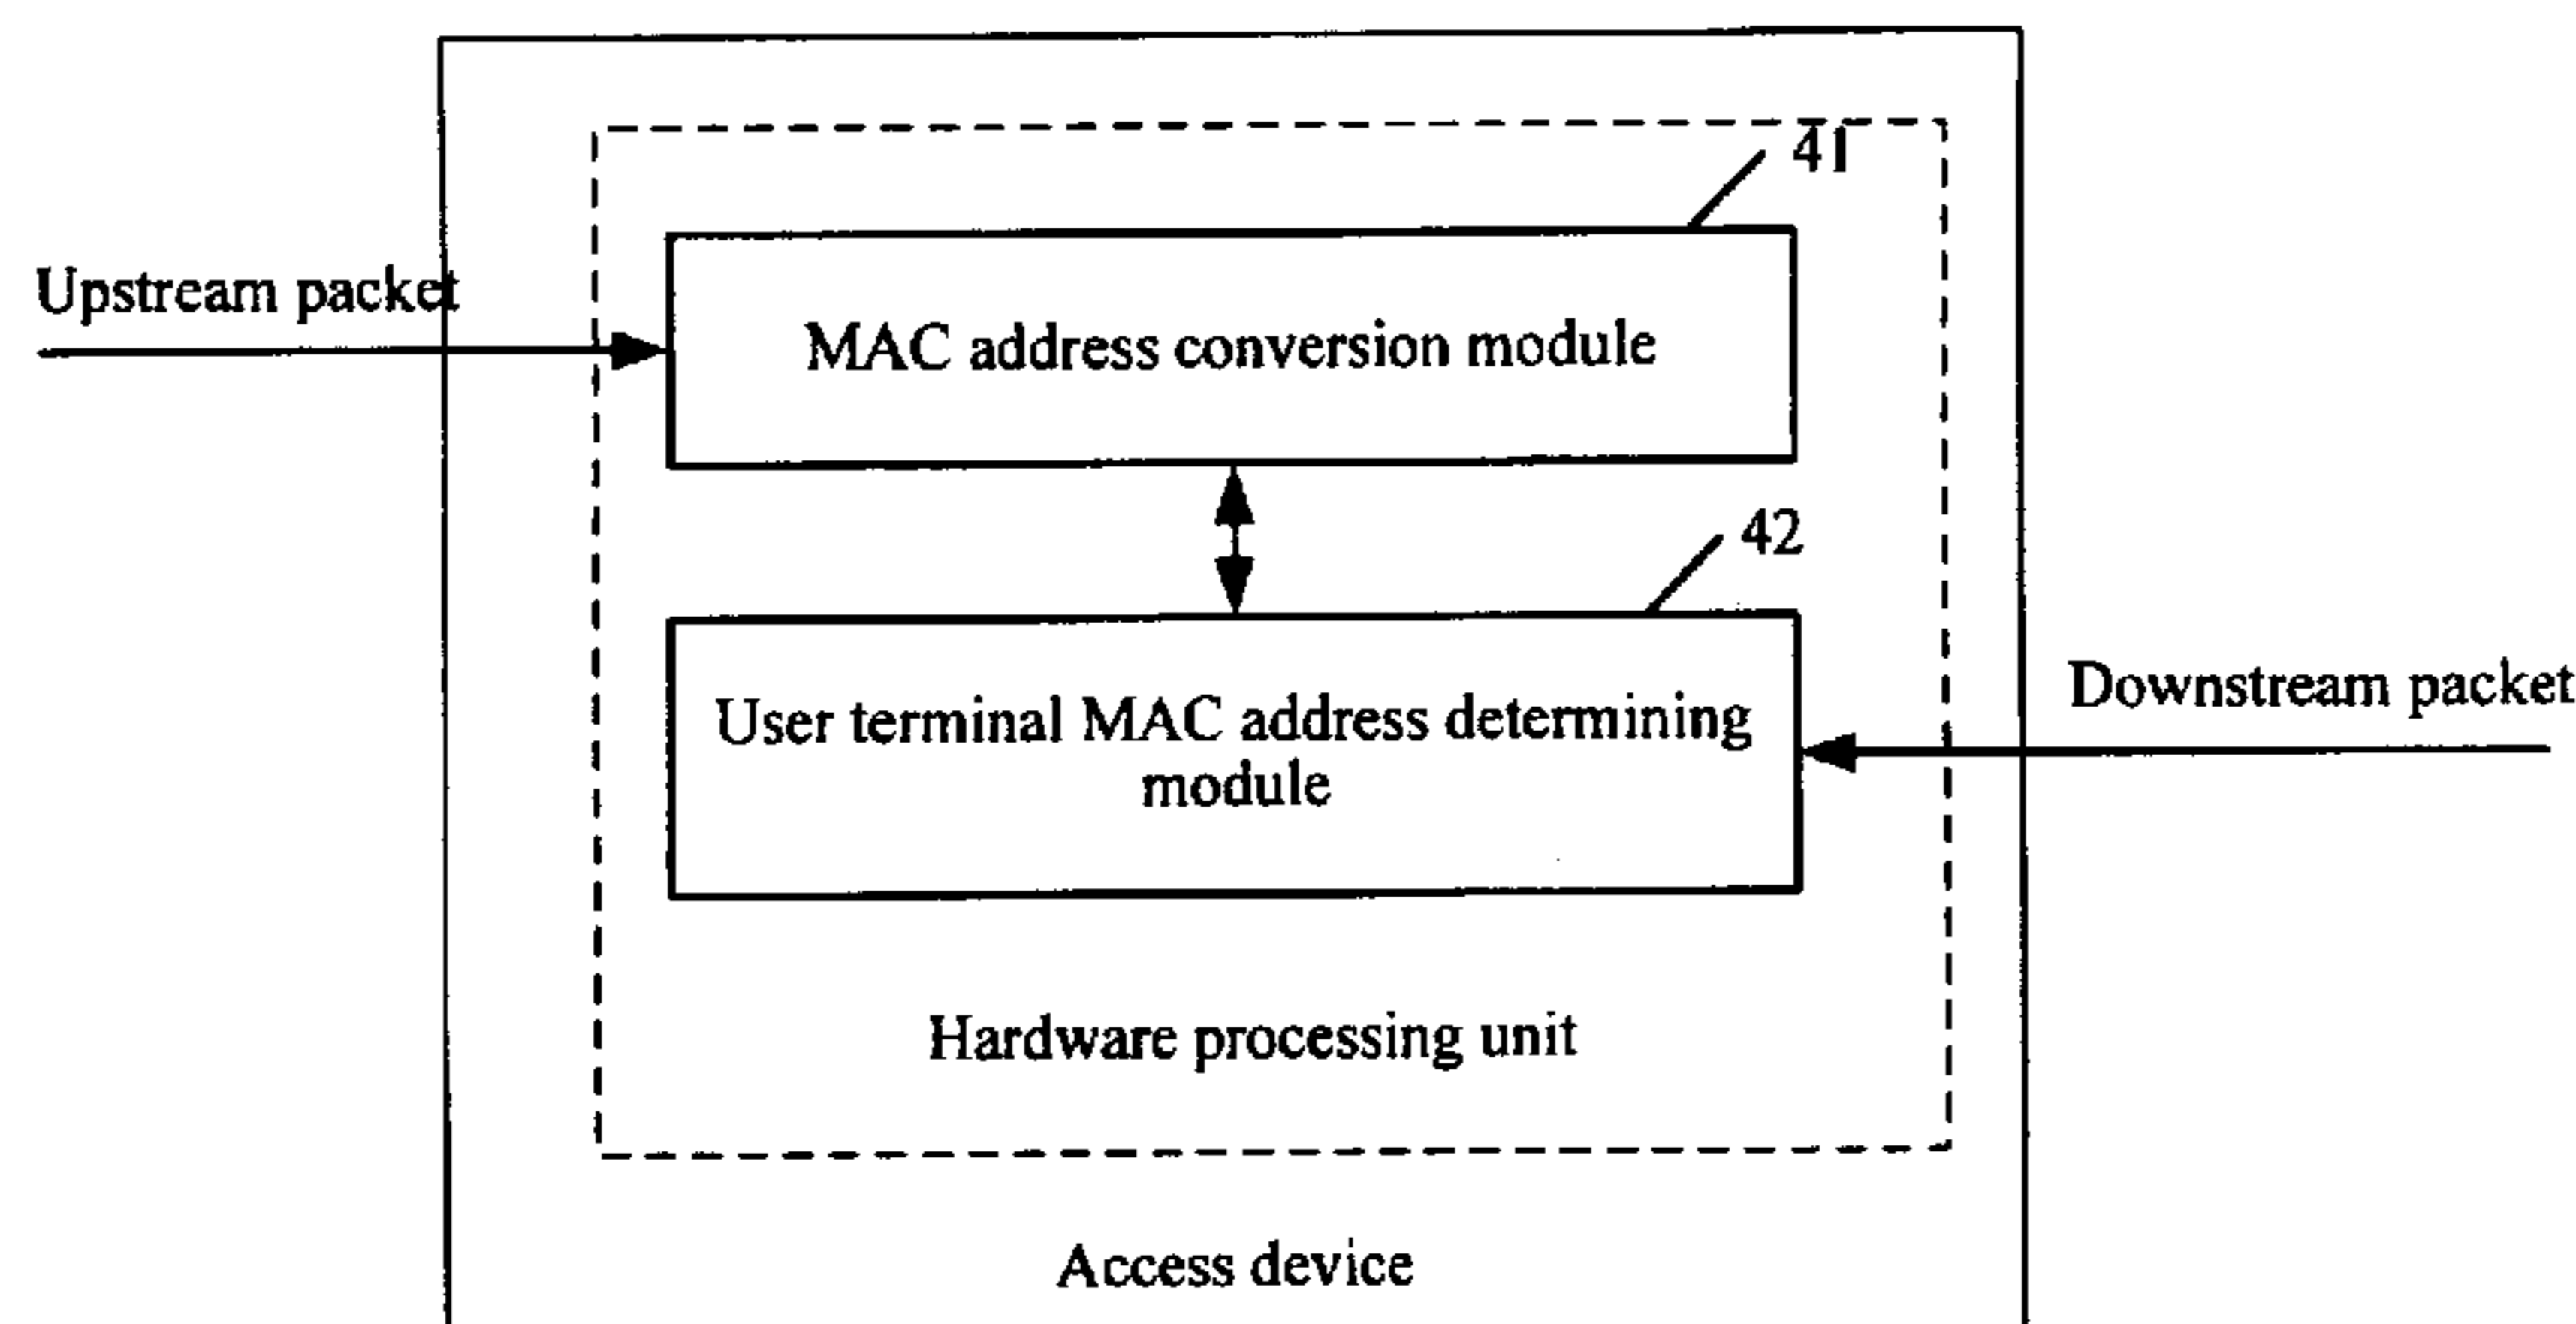 41
Upstream packet
MAC address conversion module
42
Downstream packet
User terminal MAC address determining
module
Hardware processing unit
Access device